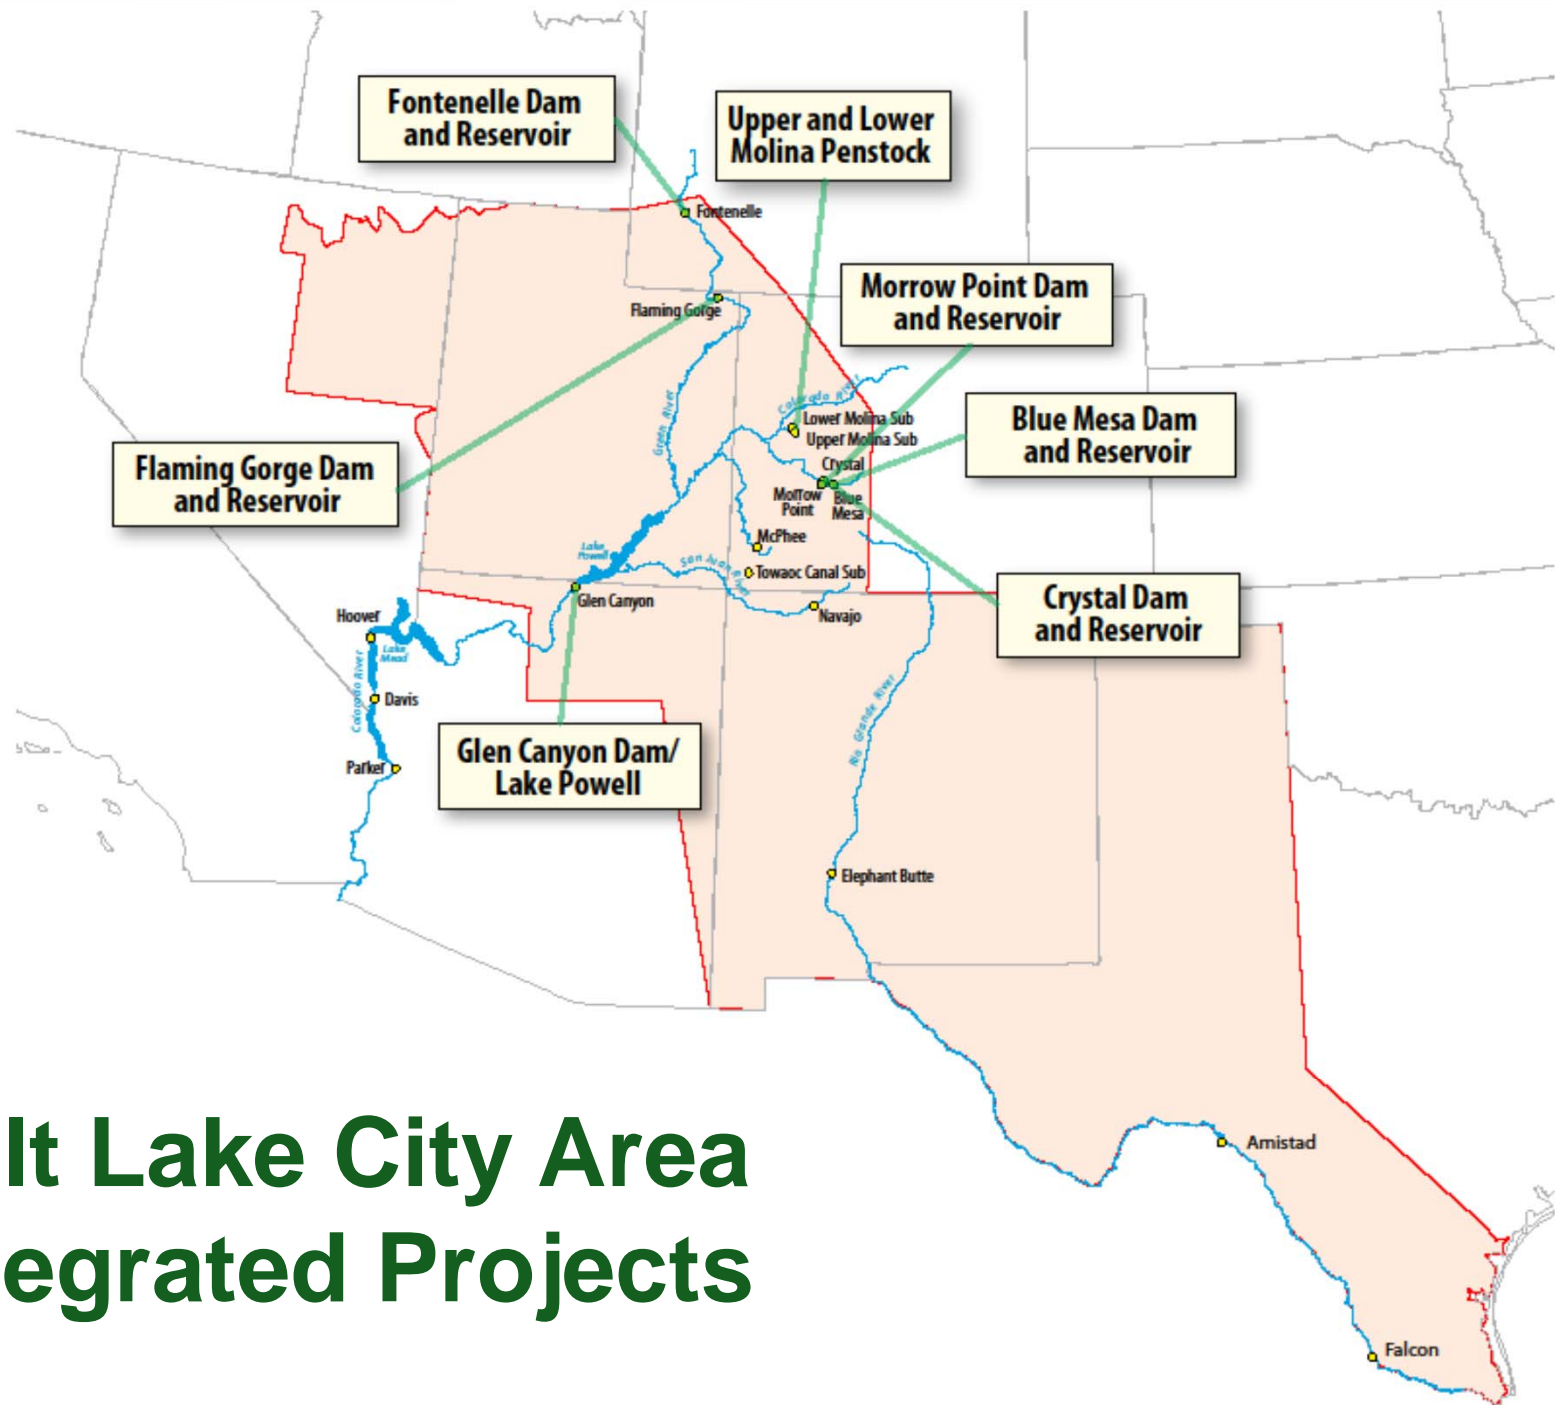 Fontenelle Dam
and Reservoir
Upper and Lower
Molina Penstock
Fontenelle
Morrow Point Dam
and Reservoir
Flaming Gorge
Colorado River
Green River
Lower Molina Sub
Upper Molina Sub
Blue Mesa Dam
and Reservoir
Flaming Gorge Dam
and Reservoir
Crystal
Morrow
Point
Blue
Mesa
McPhee
Lake
Powell
San Juan River
Towaoc Canal Sub
Glen Canyon
Navajo
Crystal Dam
and Reservoir
Hoover
Lake
Mead
Colorado River
Davis
Rio Grande River
Glen Canyon Dam/
Lake Powell
Parker
Elephant Butte
lt Lake City Area
egrated Projects
Amistad
Falcon